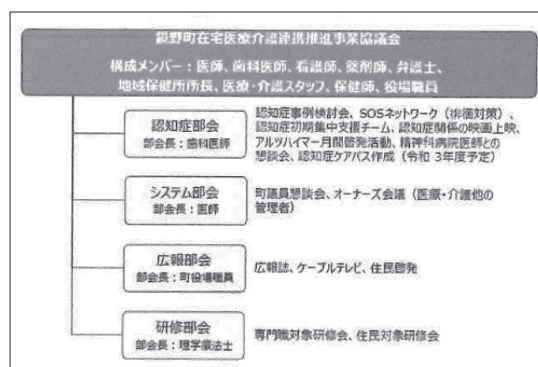 鏡野町在宅医療介護連携推進事業協議会
構成メンバー：医師、歯科医師、看護師、薬剤師、弁護士、
地域保健所所長、医療・介護スタッフ、保健師、役場職員
認知症部会
部会長：歯科医師
認知症事例検討会、SOSネットワーク（徘徊対策）、
認知症初期集中支援チーム、認知症関係の映画上映、
アルツハイマー月間啓発活動、精神科病院医師との
懇談会、認知症ケアパス作成（令和 3年度予定）
システム部会
部会長：医師
町議員懇談会、オーナーズ会議（医療・介護他の
管理者）
広報部会
部会長：町役場職員
広報誌、ケーブルテレビ、住民啓発
研修部会
部会長：理学療法士
専門職対象研修会、住民対象研修会